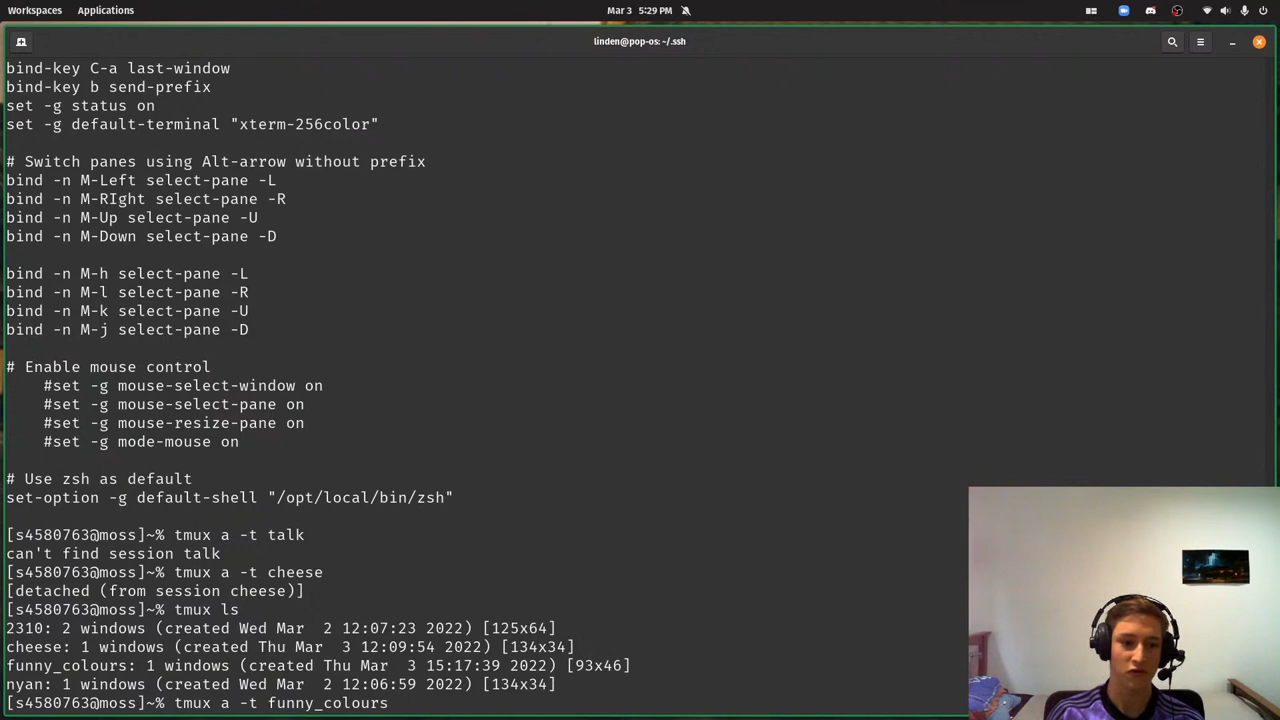 Workspaces Applications Mar 3 5:29 PM
linden@pop-os: ~/.ssh
bind-key C-a last-window
bind-key b send-prefix
set -g status on
set -g default-terminal "xterm-256color"
# Switch panes using Alt-arrow without prefix
bind -n M-Left select-pane -L
bind -n M-RIght select-pane -R
bind -n M-Up select-pane -U
bind -n M-Down select-pane -D
bind -n M-h select-pane -L
bind -n M-l select-pane -R
bind -n M-k select-pane -U
bind -n M-j select-pane -D
# Enable mouse control
#set -g mouse-select-window on
#set -g mouse-select-pane on
#set -g mouse-resize-pane on
#set -g mode-mouse on
# Use zsh as default
set-option -g default-shell "/opt/local/bin/zsh"
[s4580763@moss]~% tmux a -t talk
can't find session talk
[s4580763@moss]~% tmux a -t cheese
[detached (from session cheese)]
[s4580763@moss]~% tmux ls
2310: 2 windows (created Wed Mar  2 12:07:23 2022) [125x64]
cheese: 1 windows (created Thu Mar  3 12:09:54 2022) [134x34]
funny_colours: 1 windows (created Thu Mar  3 15:17:39 2022) [93x46]
nyan: 1 windows (created Wed Mar  2 12:06:59 2022) [134x34]
[s4580763@moss]~% tmux a -t funny_colours